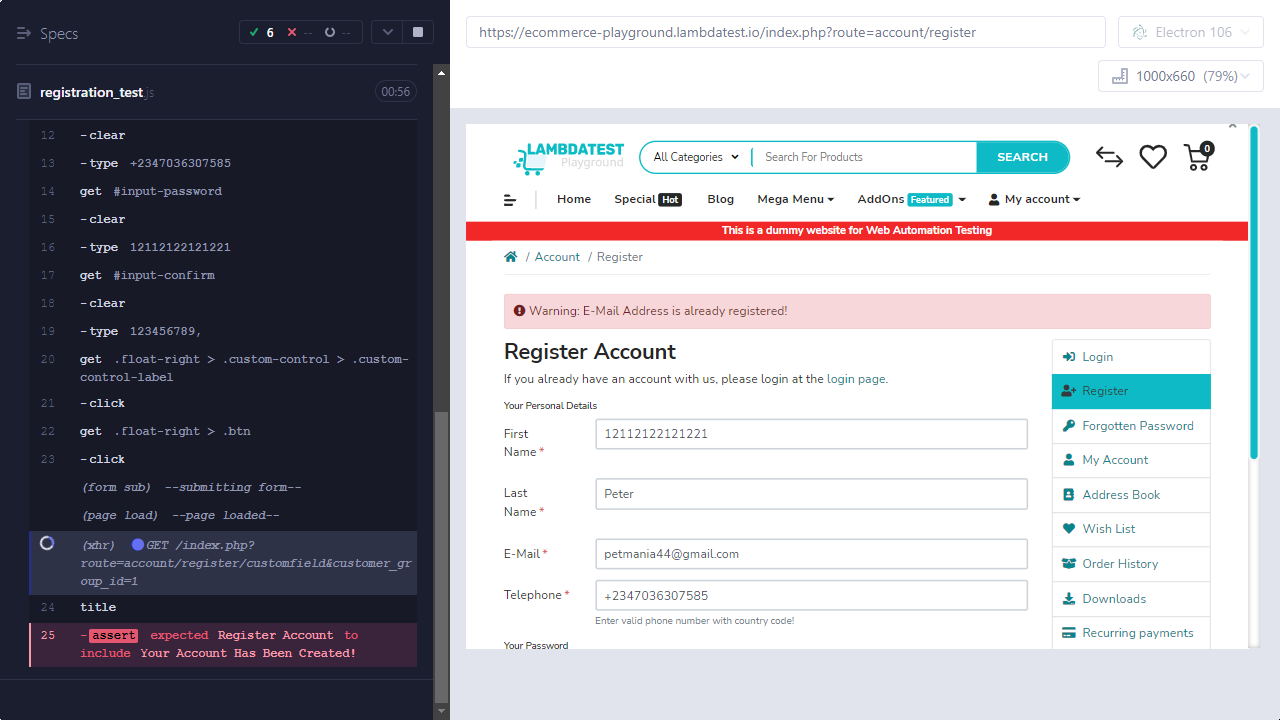 Specs
6
--
--
registration_test.js
00:56
12 -clear
13 -type +2347036307585
14 get #input-password
15 -clear
16 -type 12112122121221
17 get #input-confirm
18 -clear
19 -type 123456789,
20 get .float-right > .custom-control > .custom-
control-label
21 -click
22 get .float-right > .btn
23 -click
(form sub) --submitting form--
(page load) --page loaded--
(xhr) GET /index.php?
route=account/register/customfield&customer_gr
oup_id=1
24 title
25 -assert expected Register Account to
include Your Account Has Been Created!
https://ecommerce-playground.lambdatest.io/index.php?route=account/register
Electron 106
1000x660 (79%)
LAMBDATEST
Playground
All Categories
Search For Products
SEARCH
0
Home
Special Hot
Blog
Mega Menu
AddOns Featured
My account
This is a dummy website for Web Automation Testing
/ Account / Register
Warning: E-Mail Address is already registered!
Register Account
If you already have an account with us, please login at the login page.
Your Personal Details
First
Name *
12112122121221
Last
Name *
Peter
E-Mail *
petmania44@gmail.com
Telephone *
+2347036307585
Enter valid phone number with country code!
Your Password
Login
Register
Forgotten Password
My Account
Address Book
Wish List
Order History
Downloads
Recurring payments